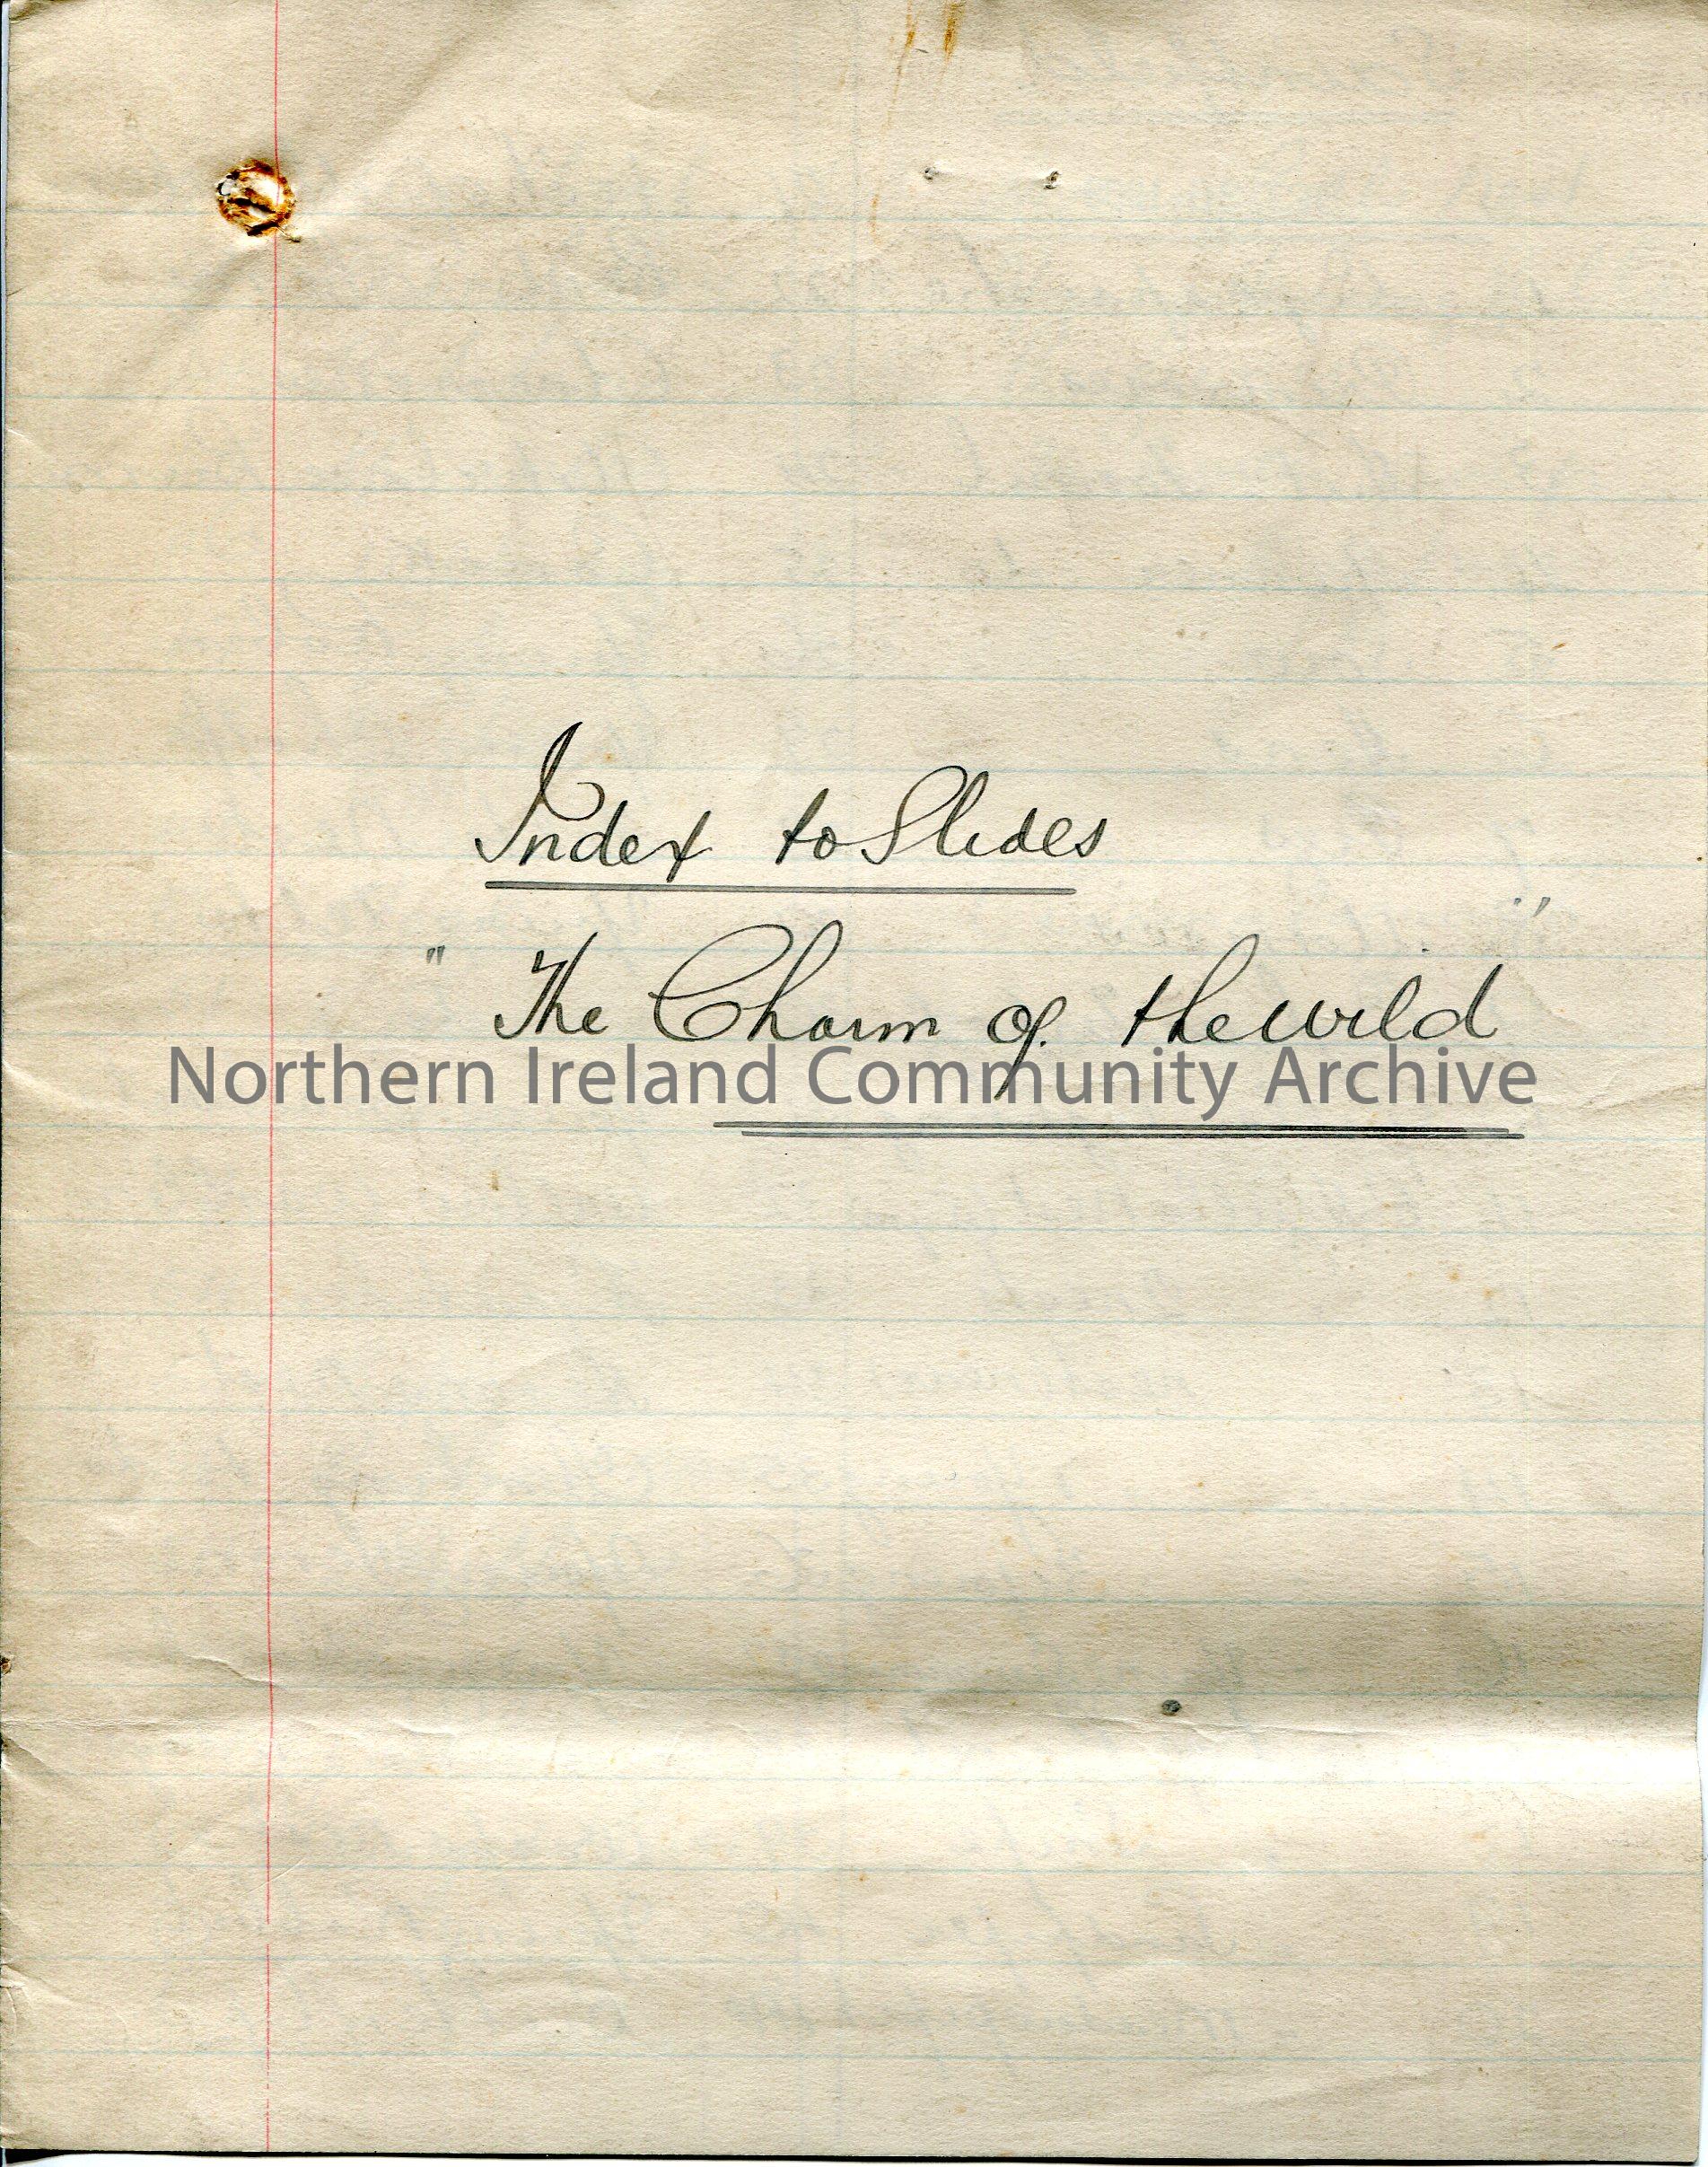 Index to Slides
" The Charm of the wild "
Northern Ireland Community Archive